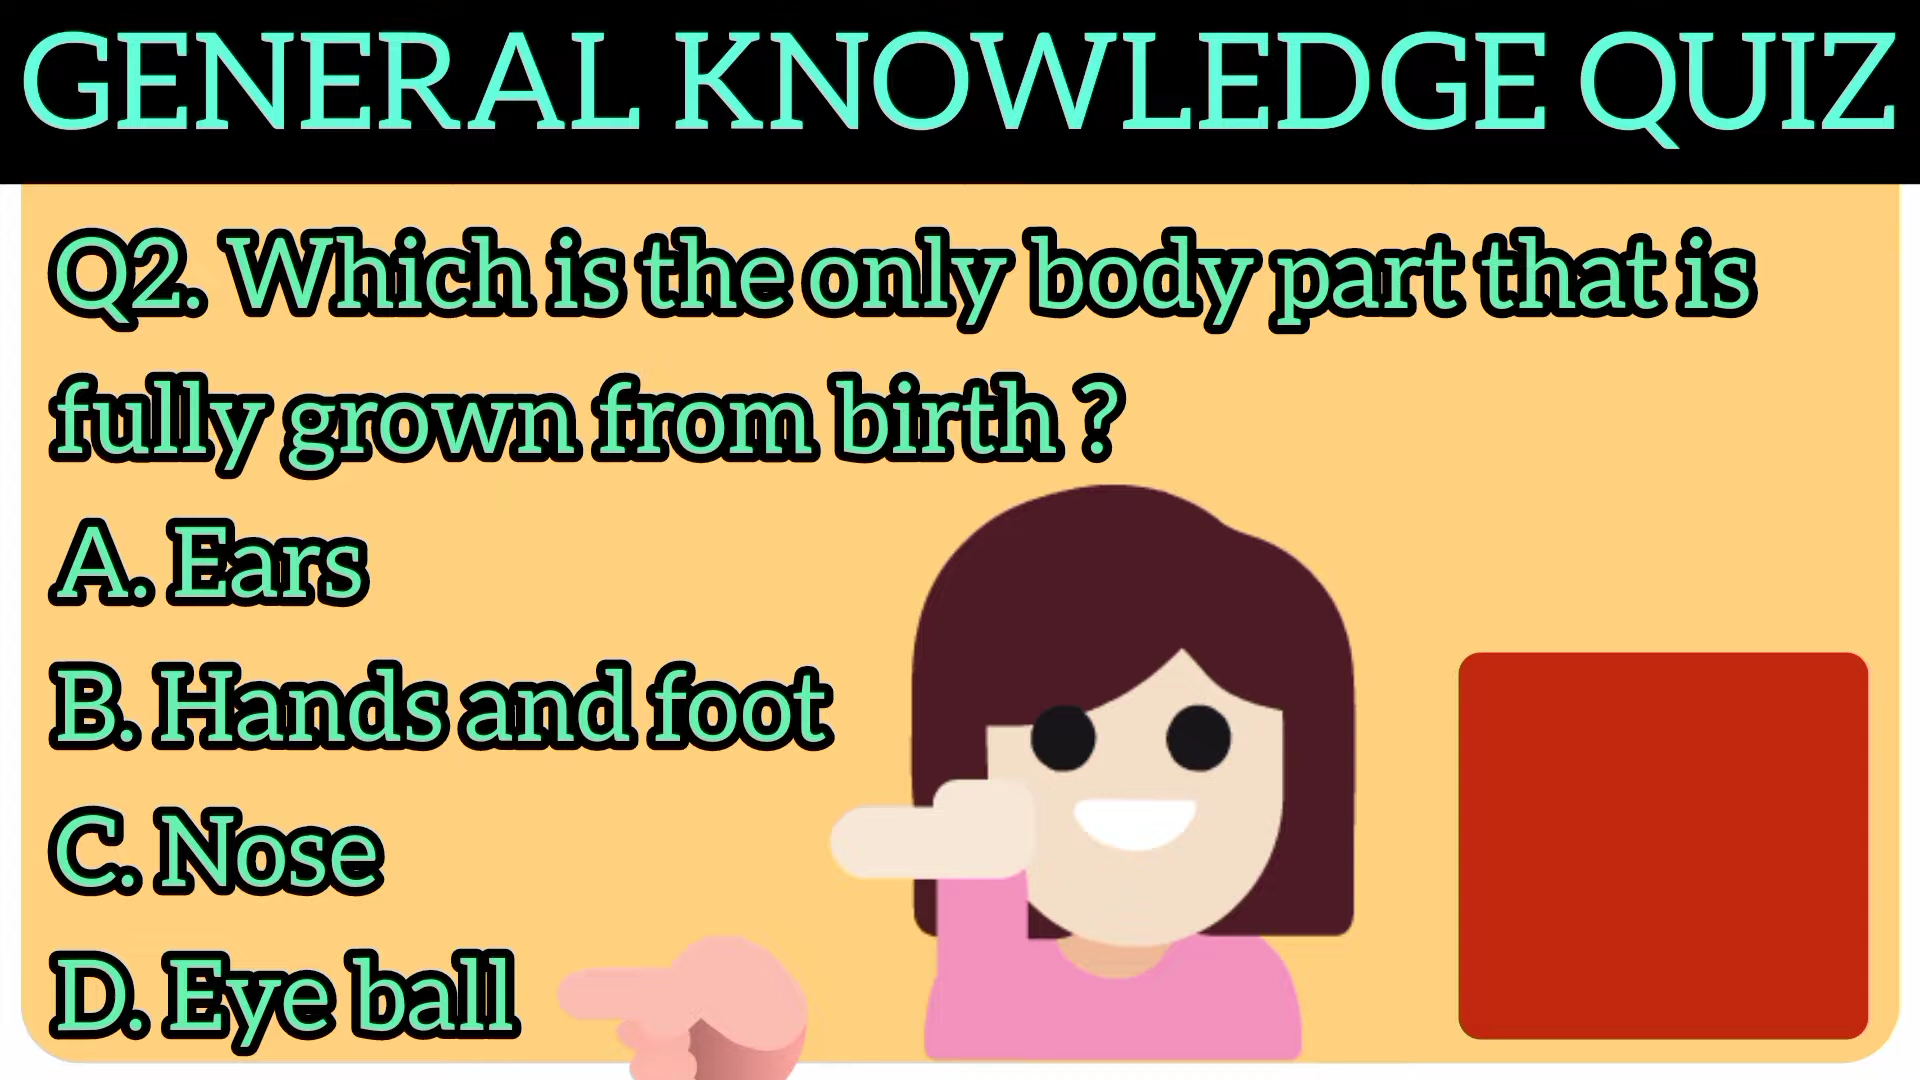 GENERAL KNOWLEDGE QUIZ
Q2. Which is the only body part that is
fully grown from birth ?
A. Ears
B. Hands and foot
C. Nose
D. Eye ball